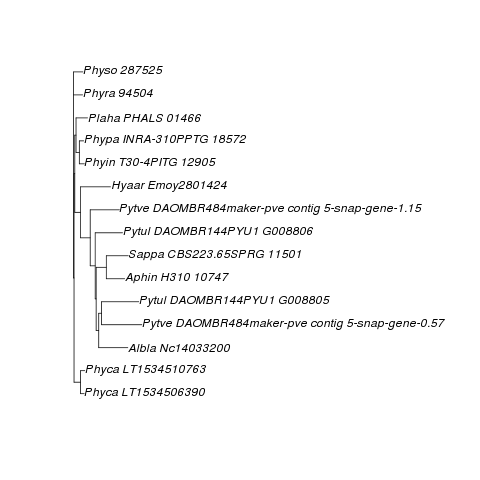 Physo 287525
Phyra 94504
Plaha PHALS 01466
Phypa INRA-310PPTG 18572
Phyin T30-4PITG 12905
Hyaar Emoy2801424
Pytve DAOMBR484maker-pve contig 5-snap-gene-1.15
Pytul DAOMBR144PYU1 G008806
Sappa CBS223.65SPRG 11501
Aphin H310 10747
Pytul DAOMBR144PYU1 G008805
Pytve DAOMBR484maker-pve contig 5-snap-gene-0.57
Albla Nc14033200
Phyca LT1534510763
Phyca LT1534506390